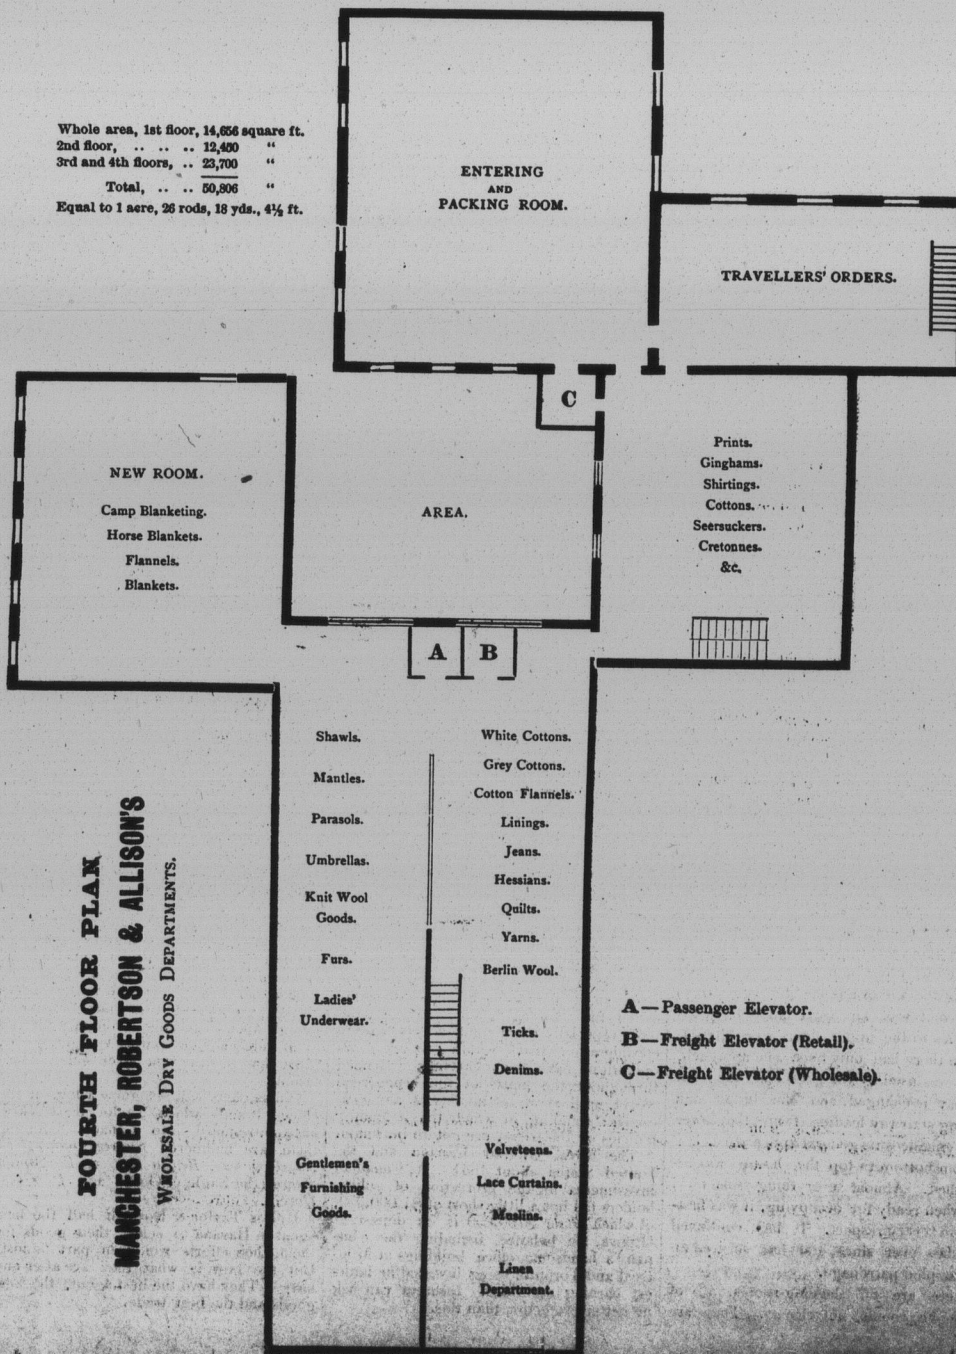 Whole area, 1st floor, 14,656 square ft.
2nd floor, .. .. .. 12,450 "
3rd and 4th floors, .. 23,700 "
Total, .. .. 50,806 "
Equal to 1 acre, 26 rods, 18 yds., 4½ ft.
ENTERING
AND
PACKING ROOM.
TRAVELLERS' ORDERS.
C
NEW ROOM.
Camp Blanketing.
Horse Blankets.
Flannels.
Blankets.
AREA.
Prints.
Ginghams.
Shirtings.
Cottons.
Seersuckers.
Cretonnes.
&c.
A
B
Shawls.
Mantles.
Parasols.
Umbrellas.
Knit Wool
Goods.
Furs.
Ladies'
Underwear.
Gentlemen's
Furnishing
Goods.
White Cottons.
Grey Cottons.
Cotton Flannels.
Linings.
Jeans.
Hessians.
Quilts.
Yarns.
Berlin Wool.
Ticks.
Denims.
Velveteens.
Lace Curtains.
Muslins.
Linen
Department.
A—Passenger Elevator.
B—Freight Elevator (Retail).
C—Freight Elevator (Wholesale).
FOURTH FLOOR PLAN
MANCHESTER, ROBERTSON & ALLISON'S
WHOLESALE DRY GOODS DEPARTMENTS.